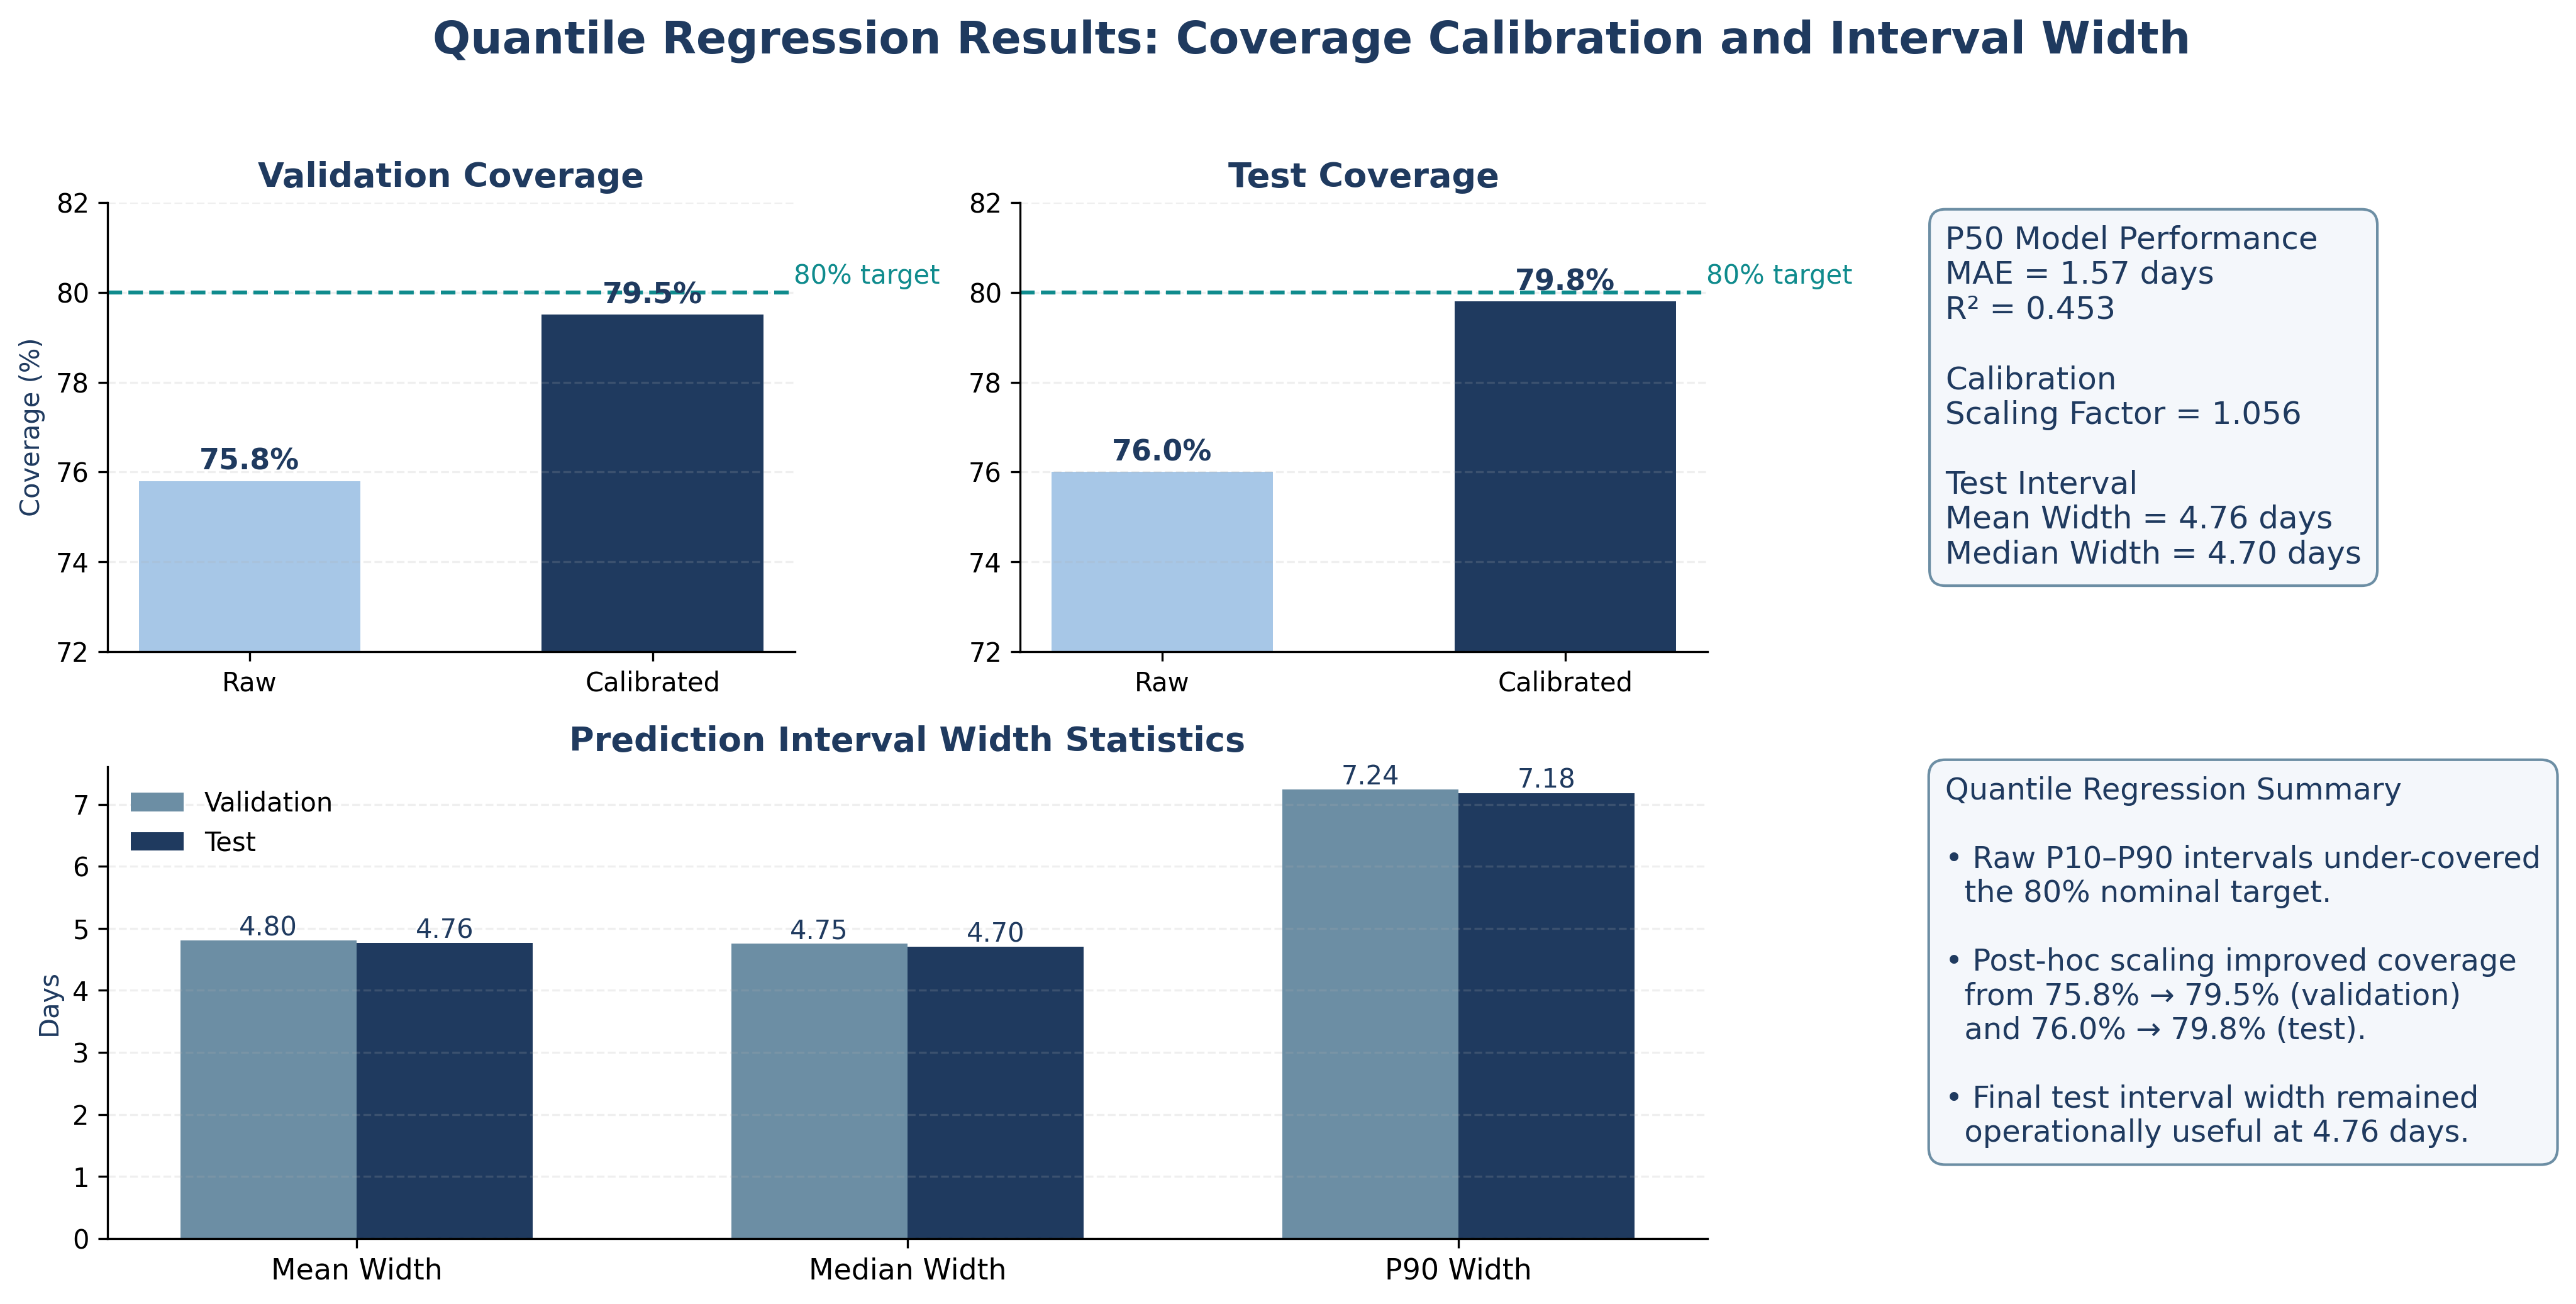 Quantile Regression Results: Coverage Calibration and Interval Width
Validation Coverage
82
80
78
76
74
72
Coverage (%)
80% target
75.8%
79.5%
Raw
Calibrated
Test Coverage
82
80
78
76
74
72
80% target
76.0%
79.8%
Raw
Calibrated
P50 Model Performance
MAE = 1.57 days
R² = 0.453
Calibration
Scaling Factor = 1.056
Test Interval
Mean Width = 4.76 days
Median Width = 4.70 days
Prediction Interval Width Statistics
7
6
5
4
3
2
1
0
Days
Validation
Test
4.80
4.76
4.75
4.70
7.24
7.18
Mean Width
Median Width
P90 Width
Quantile Regression Summary
• Raw P10–P90 intervals under-covered
the 80% nominal target.
• Post-hoc scaling improved coverage
from 75.8% → 79.5% (validation)
and 76.0% → 79.8% (test).
• Final test interval width remained
operationally useful at 4.76 days.